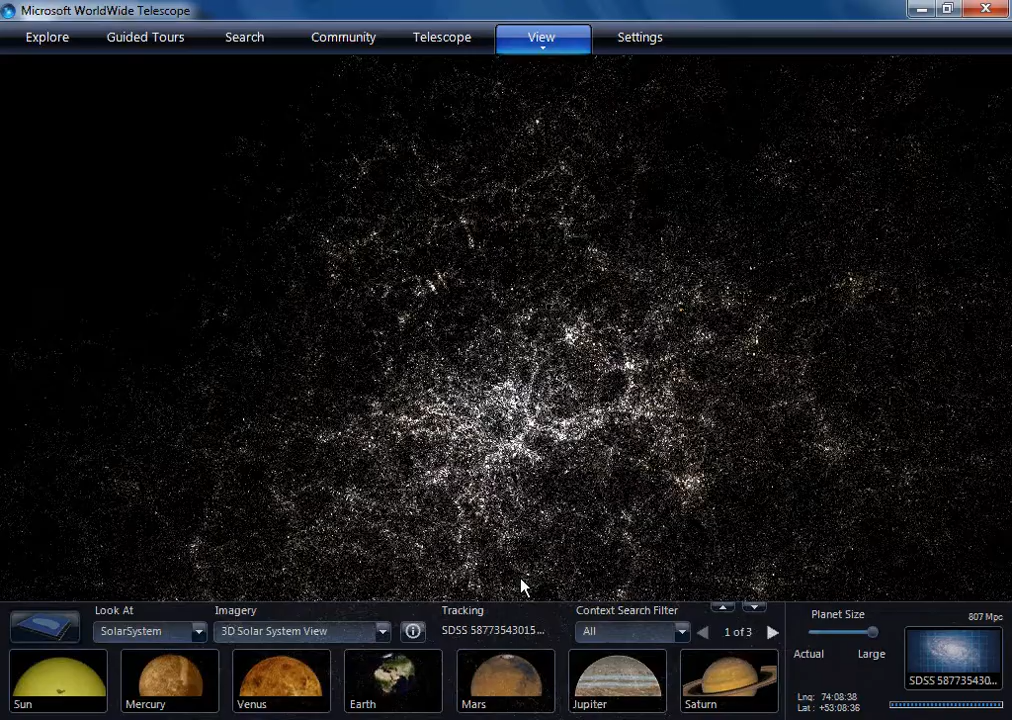 Microsoft WorldWide Telescope
Explore Guided Tours Search Community Telescope View Settings
Look At Imagery Tracking Context Search Filter Planet Size 807 Mpc
SolarSystem 3D Solar System View SDSS 58773543015... All 1 of 3
Actual Large
SDSS 587735430...
Sun Mercury Venus Earth Mars Jupiter Saturn
Lng: 74:08:38
Lat : +53:08:36